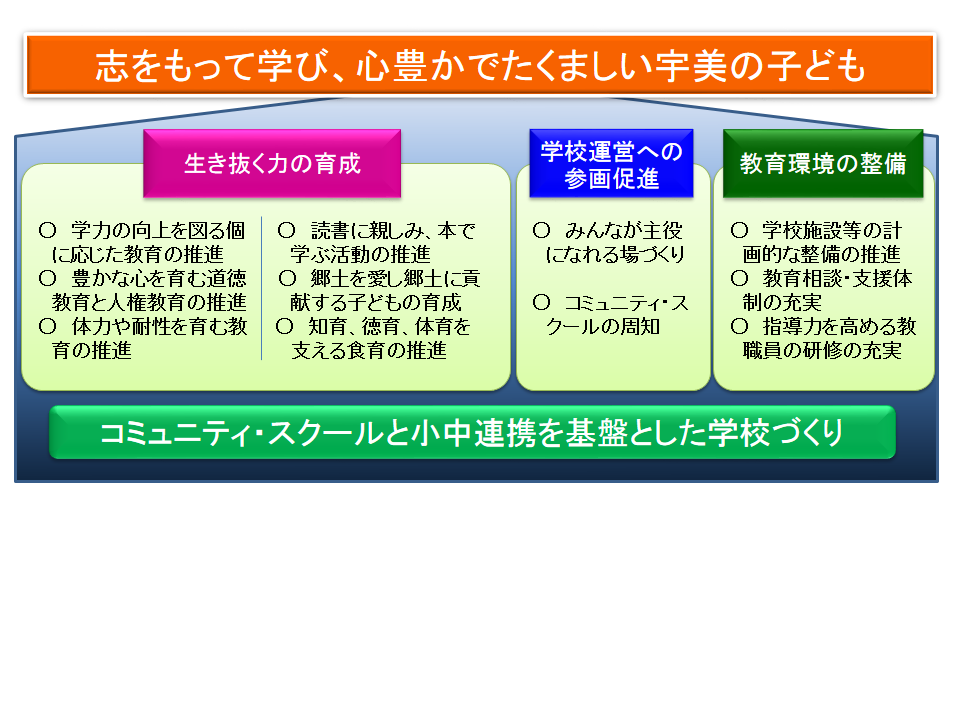 志をもって学び、心豊かでたくましい宇美の子ども
生き抜く力の育成
〇　学力の向上を図る個
に応じた教育の推進
〇　豊かな心を育む道徳
教育と人権教育の推進
〇　体力や耐性を育む教
育の推進
〇　読書に親しみ、本で
学ぶ活動の推進
〇　郷土を愛し郷土に貢
献する子どもの育成
〇　知育、徳育、体育を
支える食育の推進
学校運営への
参画促進
〇　みんなが主役
になれる場づくり
〇　コミュニティ・ス
クールの周知
教育環境の整備
〇　学校施設等の計
画的な整備の推進
〇　教育相談・支援体
制の充実
〇　指導力を高める教
職員の研修の充実
コミュニティ・スクールと小中連携を基盤とした学校づくり